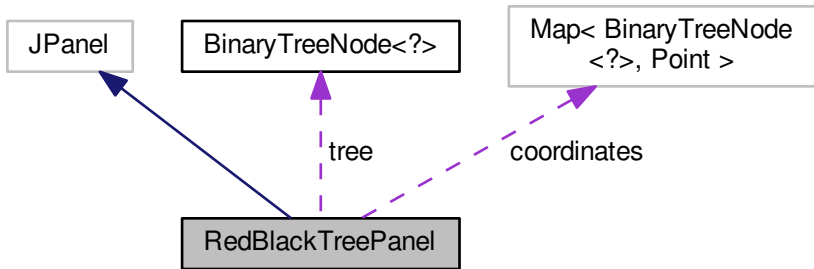 JPanel
BinaryTreeNode<?>
Map< BinaryTreeNode
<?>, Point >
tree
coordinates
RedBlackTreePanel